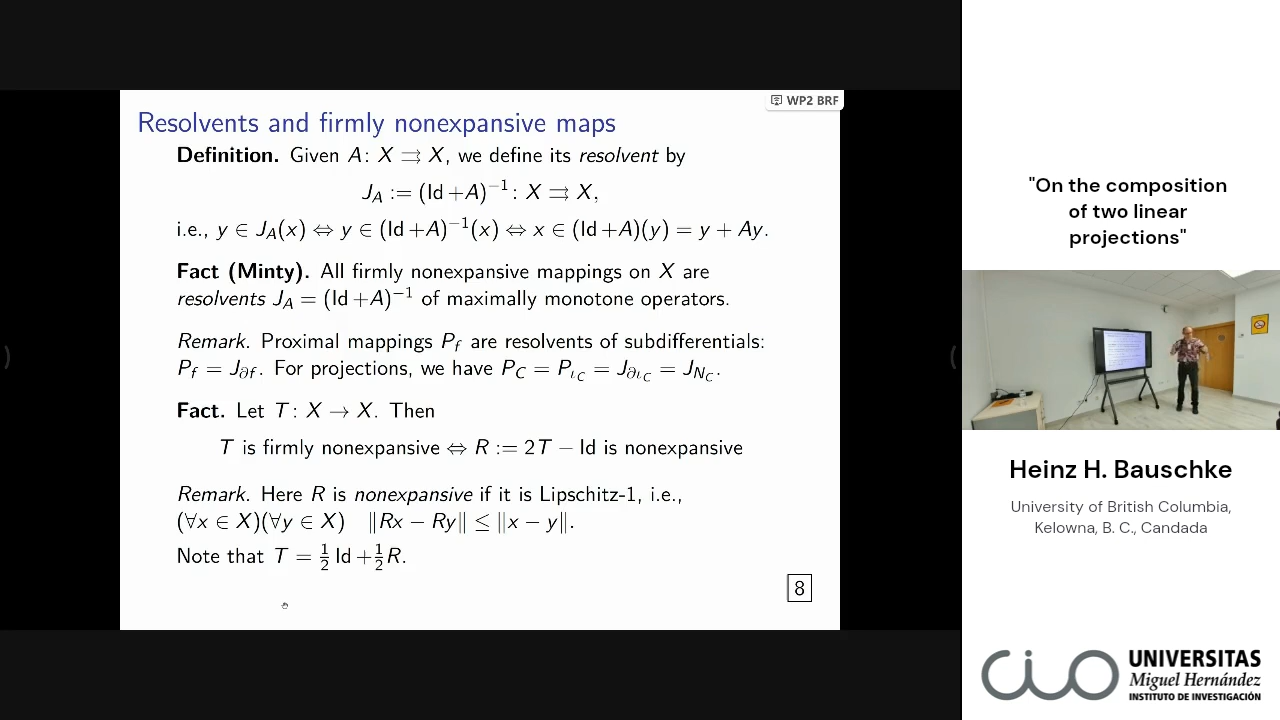 WP2 BRF
Resolvents and firmly nonexpansive maps
Definition. Given A: X ⇉ X, we define its resolvent by
J_A := (Id +A)^{-1} : X ⇉ X,
i.e., y ∈ J_A(x) ⇔ y ∈ (Id +A)^{-1}(x) ⇔ x ∈ (Id +A)(y) = y + Ay.
Fact (Minty). All firmly nonexpansive mappings on X are
resolvents J_A = (Id +A)^{-1} of maximally monotone operators.
Remark. Proximal mappings P_f are resolvents of subdifferentials:
P_f = J_{∂f}. For projections, we have P_C = P_{ι_C} = J_{∂ι_C} = J_{N_C}.
Fact. Let T: X → X. Then
T is firmly nonexpansive ⇔ R := 2T − Id is nonexpansive
Remark. Here R is nonexpansive if it is Lipschitz-1, i.e.,
(∀x ∈ X)(∀y ∈ X) ‖Rx − Ry‖ ≤ ‖x − y‖.
Note that T = ½ Id + ½ R.
8
"On the composition
of two linear
projections"
Heinz H. Bauschke
University of British Columbia,
Kelowna, B. C., Candada
cio
UNIVERSITAS
Miguel Hernández
INSTITUTO DE INVESTIGACIÓN